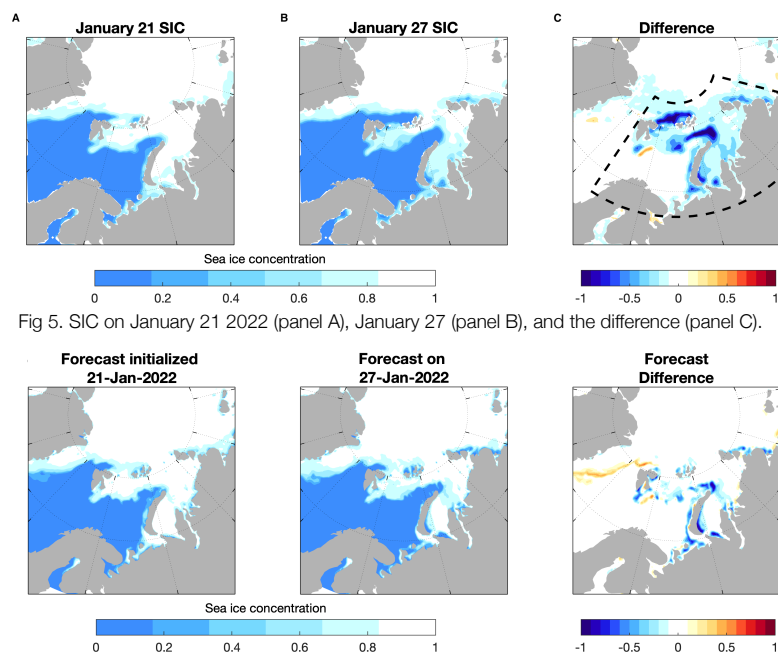 A
B
C
January 21 SIC
January 27 SIC
Difference
Sea ice concentration
0 0.2 0.4 0.6 0.8 1
-1 -0.5 0 0.5 1
Fig 5. SIC on January 21 2022 (panel A), January 27 (panel B), and the difference (panel C).
Forecast initialized
21-Jan-2022
Forecast on
27-Jan-2022
Forecast
Difference
Sea ice concentration
0 0.2 0.4 0.6 0.8 1
-1 -0.5 0 0.5 1